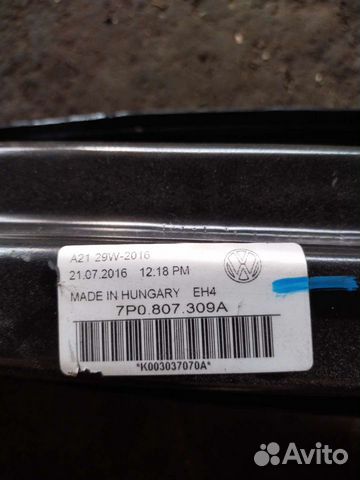 A21 29W-2016
21.07.2016 12:18 PM
MADE IN HUNGARY EH4
7P0.807.309A
*K003037070A*
Avito